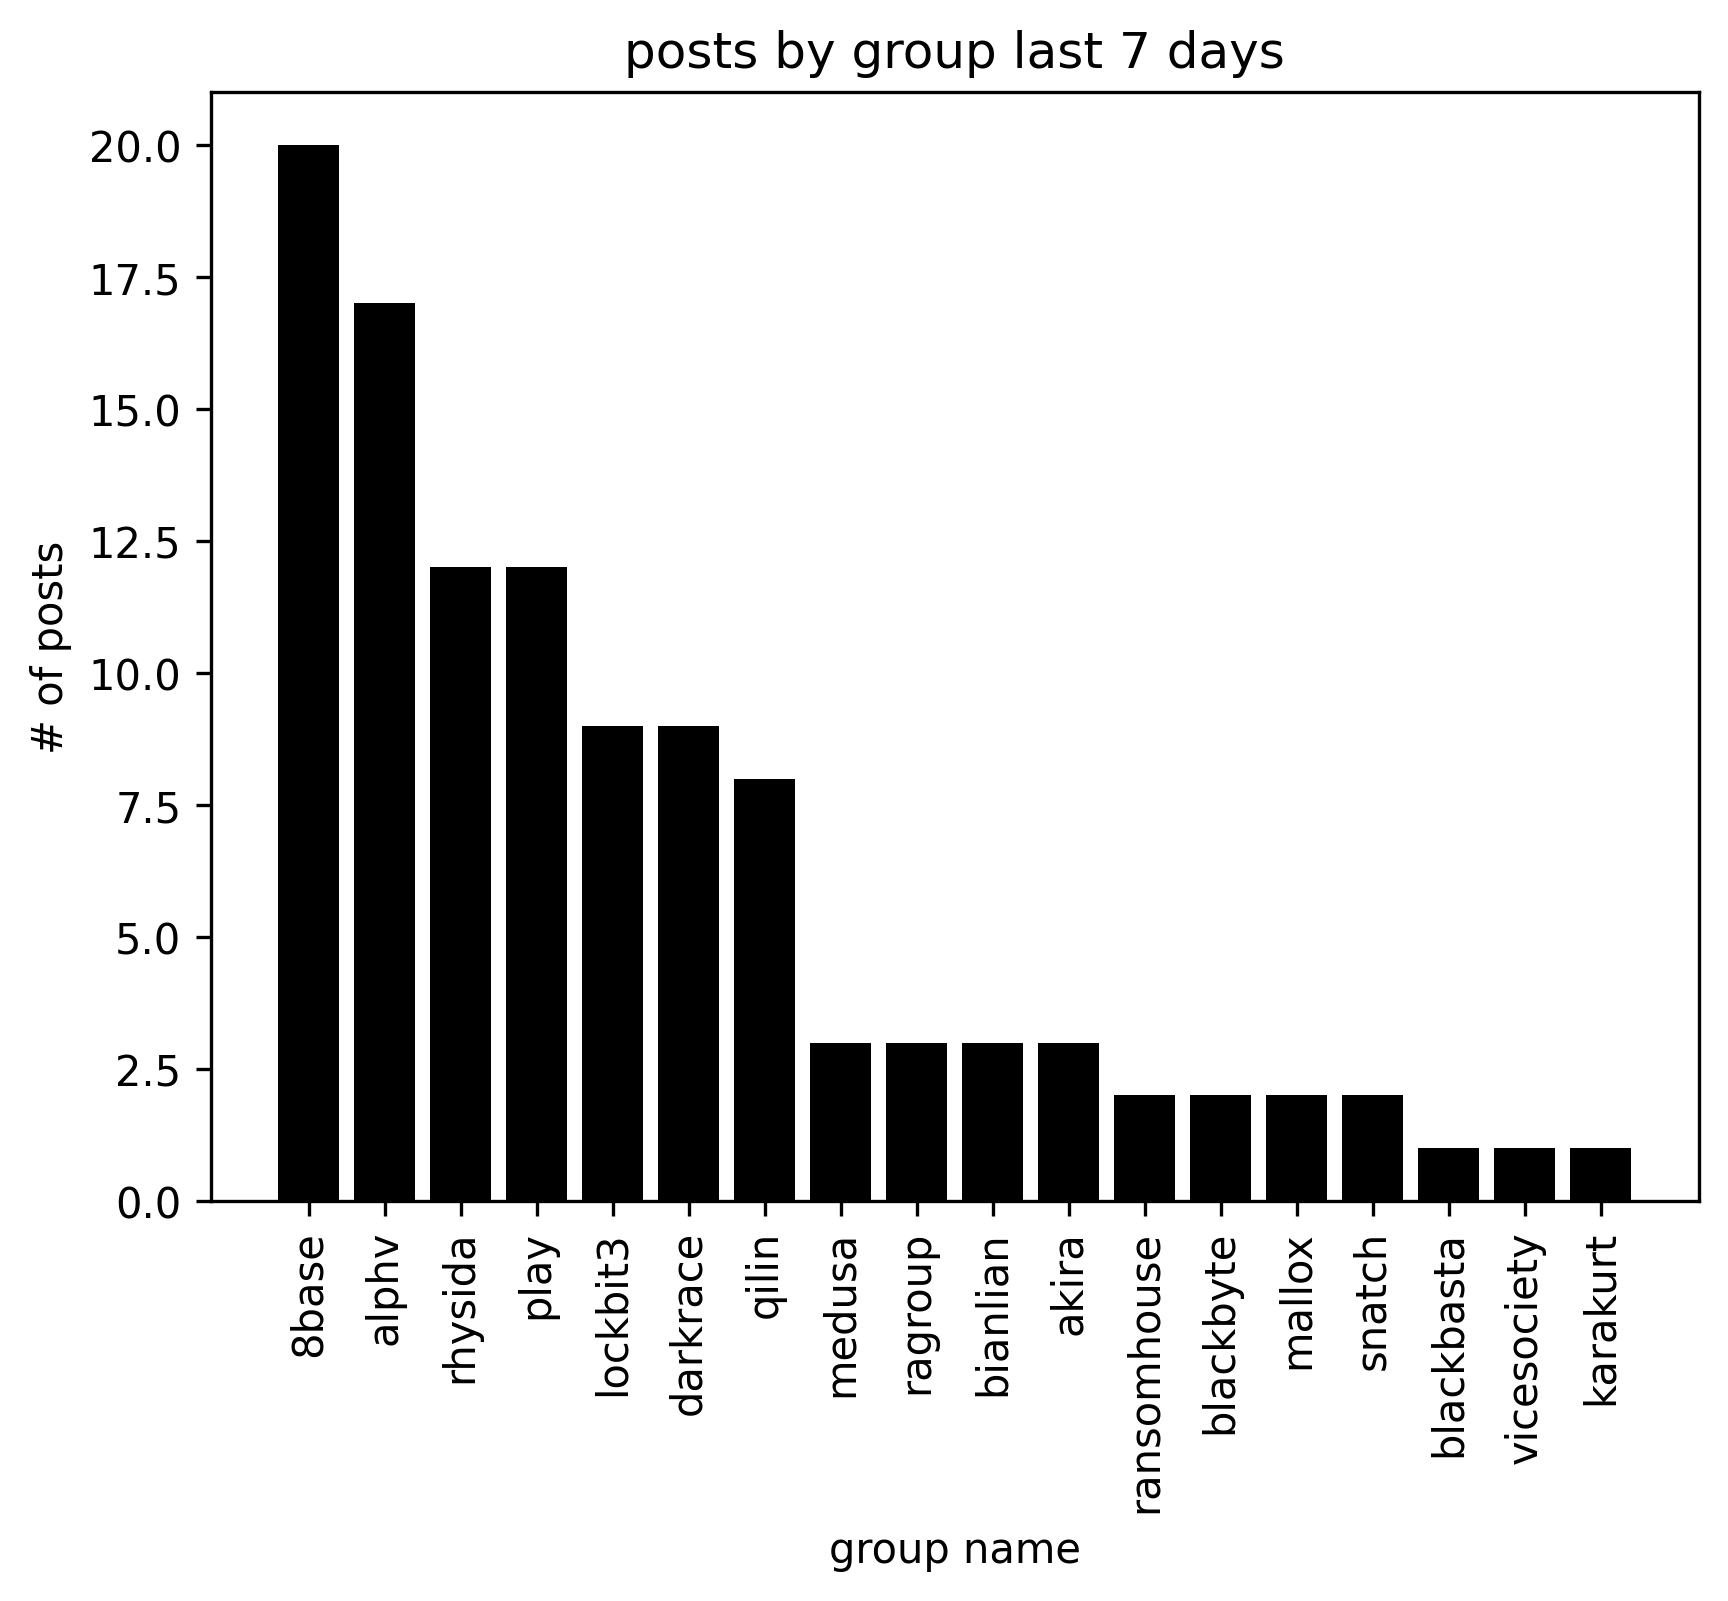 posts by group last 7 days
# of posts
20.0
17.5
15.0
12.5
10.0
7.5
5.0
2.5
0.0
8base
alphv
rhysida
play
lockbit3
darkrace
qilin
medusa
ragroup
bianlian
akira
ransomhouse
blackbyte
mallox
snatch
blackbasta
vicesociety
karakurt
group name